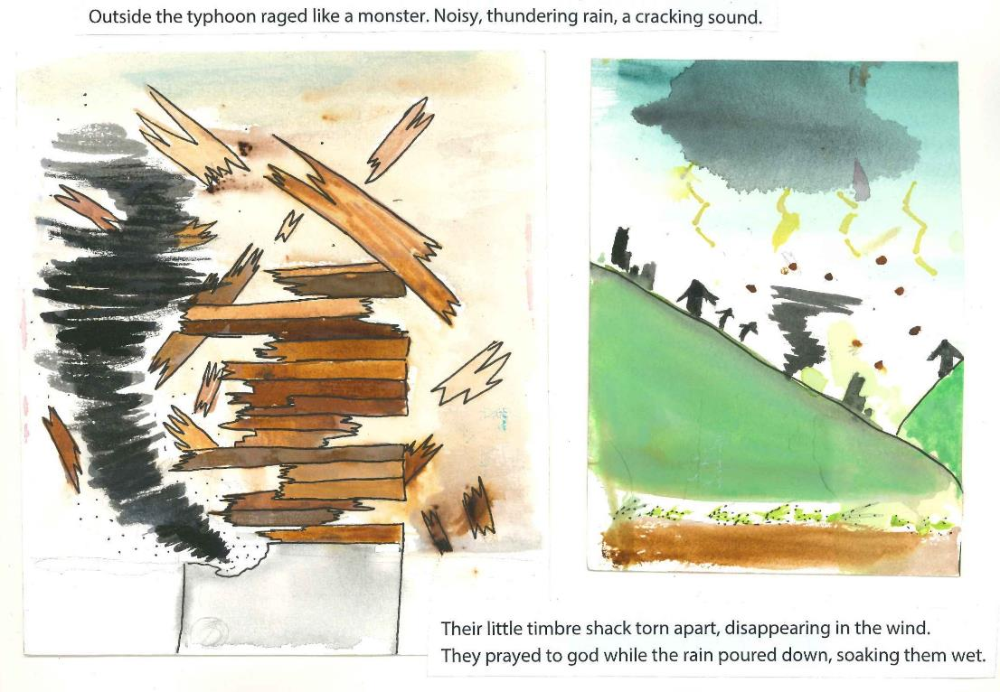 Outside the typhoon raged like a monster. Noisy, thundering rain, a cracking sound.
Their little timbre shack torn apart, disappearing in the wind.
They prayed to god while the rain poured down, soaking them wet.